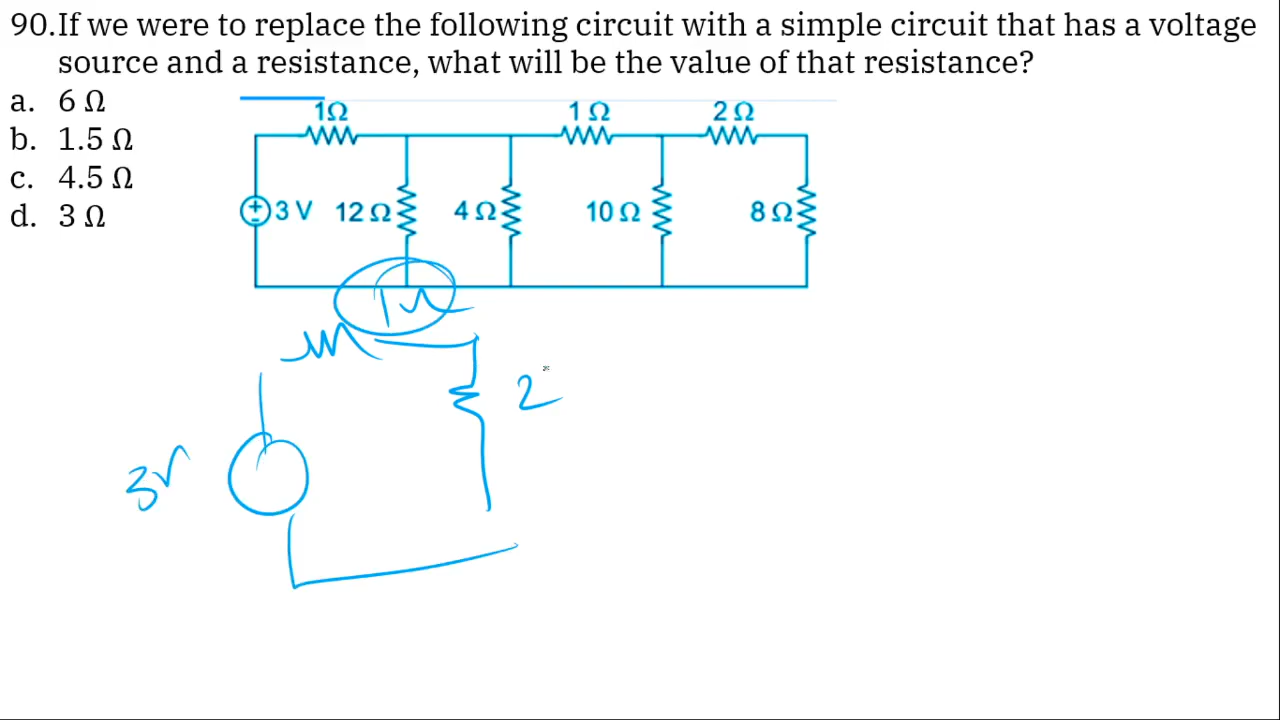 90.If we were to replace the following circuit with a simple circuit that has a voltage
source and a resistance, what will be the value of that resistance?
a. 6 Ω
b. 1.5 Ω
c. 4.5 Ω
d. 3 Ω
1Ω 1Ω 2Ω
+ 3 V 12Ω 4Ω 10Ω 8Ω
1Ω
2
3V